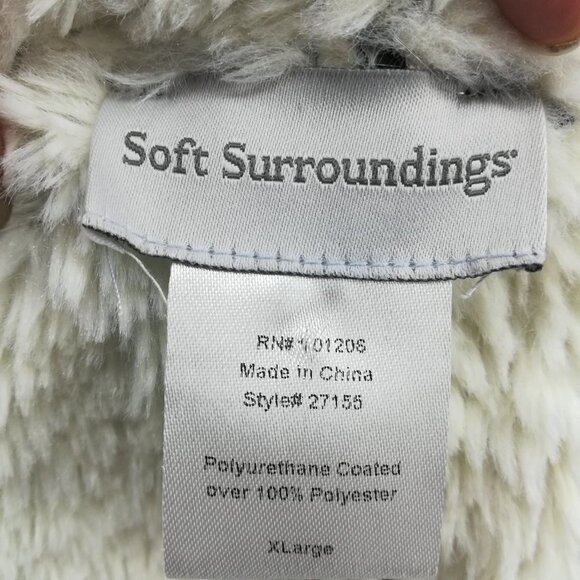 Soft Surroundings
RN# 101206
Made in China
Style# 27155
Polyurethane Coated
over 100% Polyester
XLarge